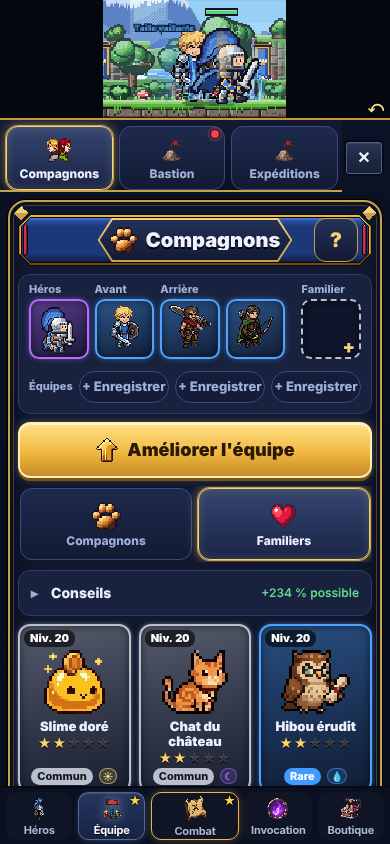 Taille vaillante
Compagnons
Bastion
Expéditions
×
Compagnons
?
Héros
Avant
Arrière
Familier
+
Équipes
+ Enregistrer
+ Enregistrer
+ Enregistrer
Améliorer l'équipe
Compagnons
Familiers
Conseils
+234 % possible
Niv. 20
Slime doré
Commun
Niv. 20
Chat du
château
Commun
Niv. 20
Hibou érudit
Rare
Héros
Équipe
Combat
Invocation
Boutique